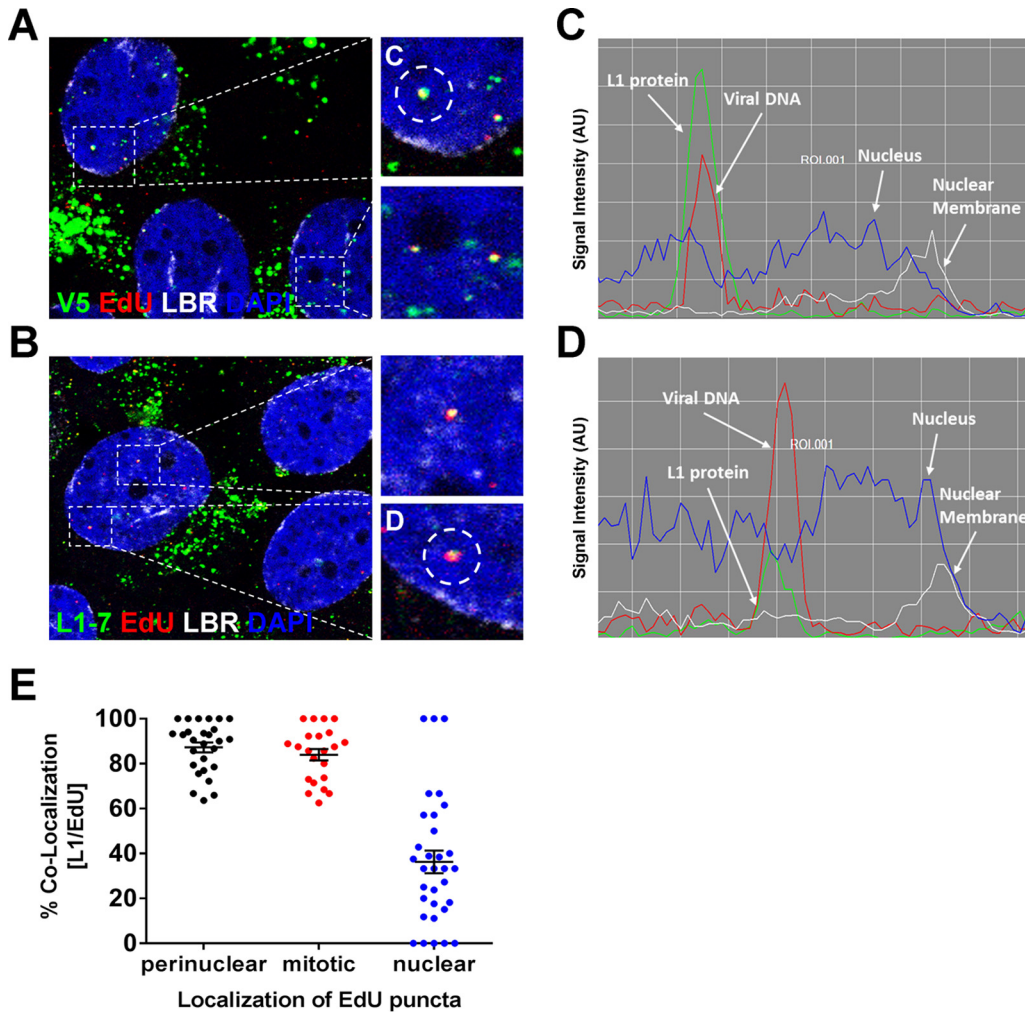 A
C
V5 EdU LBR DAPI
B
D
L1-7 EdU LBR DAPI
C
Signal Intensity (AU)
L1 protein
Viral DNA
ROI.001
Nucleus
Nuclear
Membrane
D
Signal Intensity (AU)
Viral DNA
ROI.001
L1 protein
Nucleus
Nuclear
Membrane
E
% Co-Localization
[L1/EdU]
100
80
60
40
20
0
perinuclear mitotic nuclear
Localization of EdU puncta